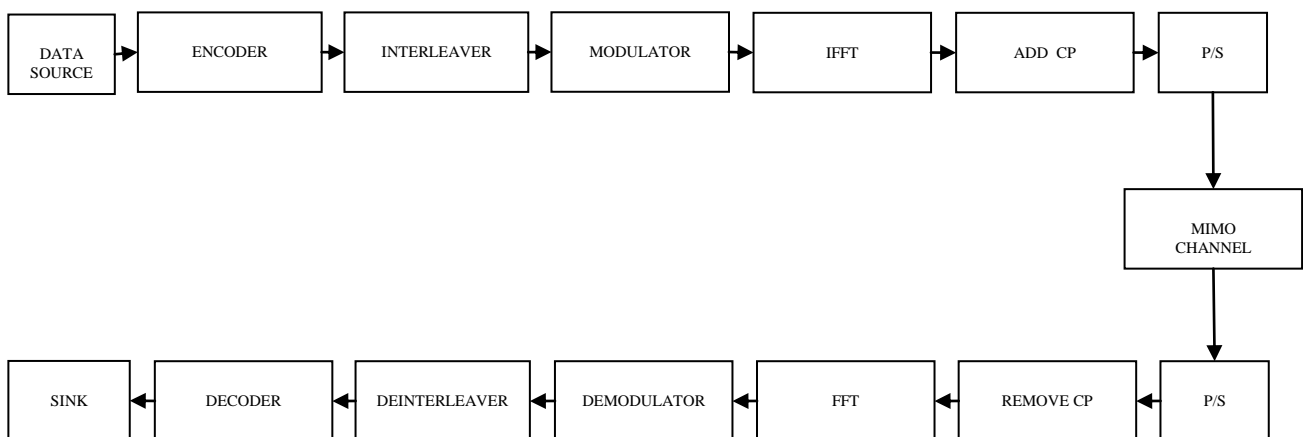 DATA
SOURCE
ENCODER
INTERLEAVER
MODULATOR
IFFT
ADD CP
P/S
MIMO
CHANNEL
SINK
DECODER
DEINTERLEAVER
DEMODULATOR
FFT
REMOVE CP
P/S